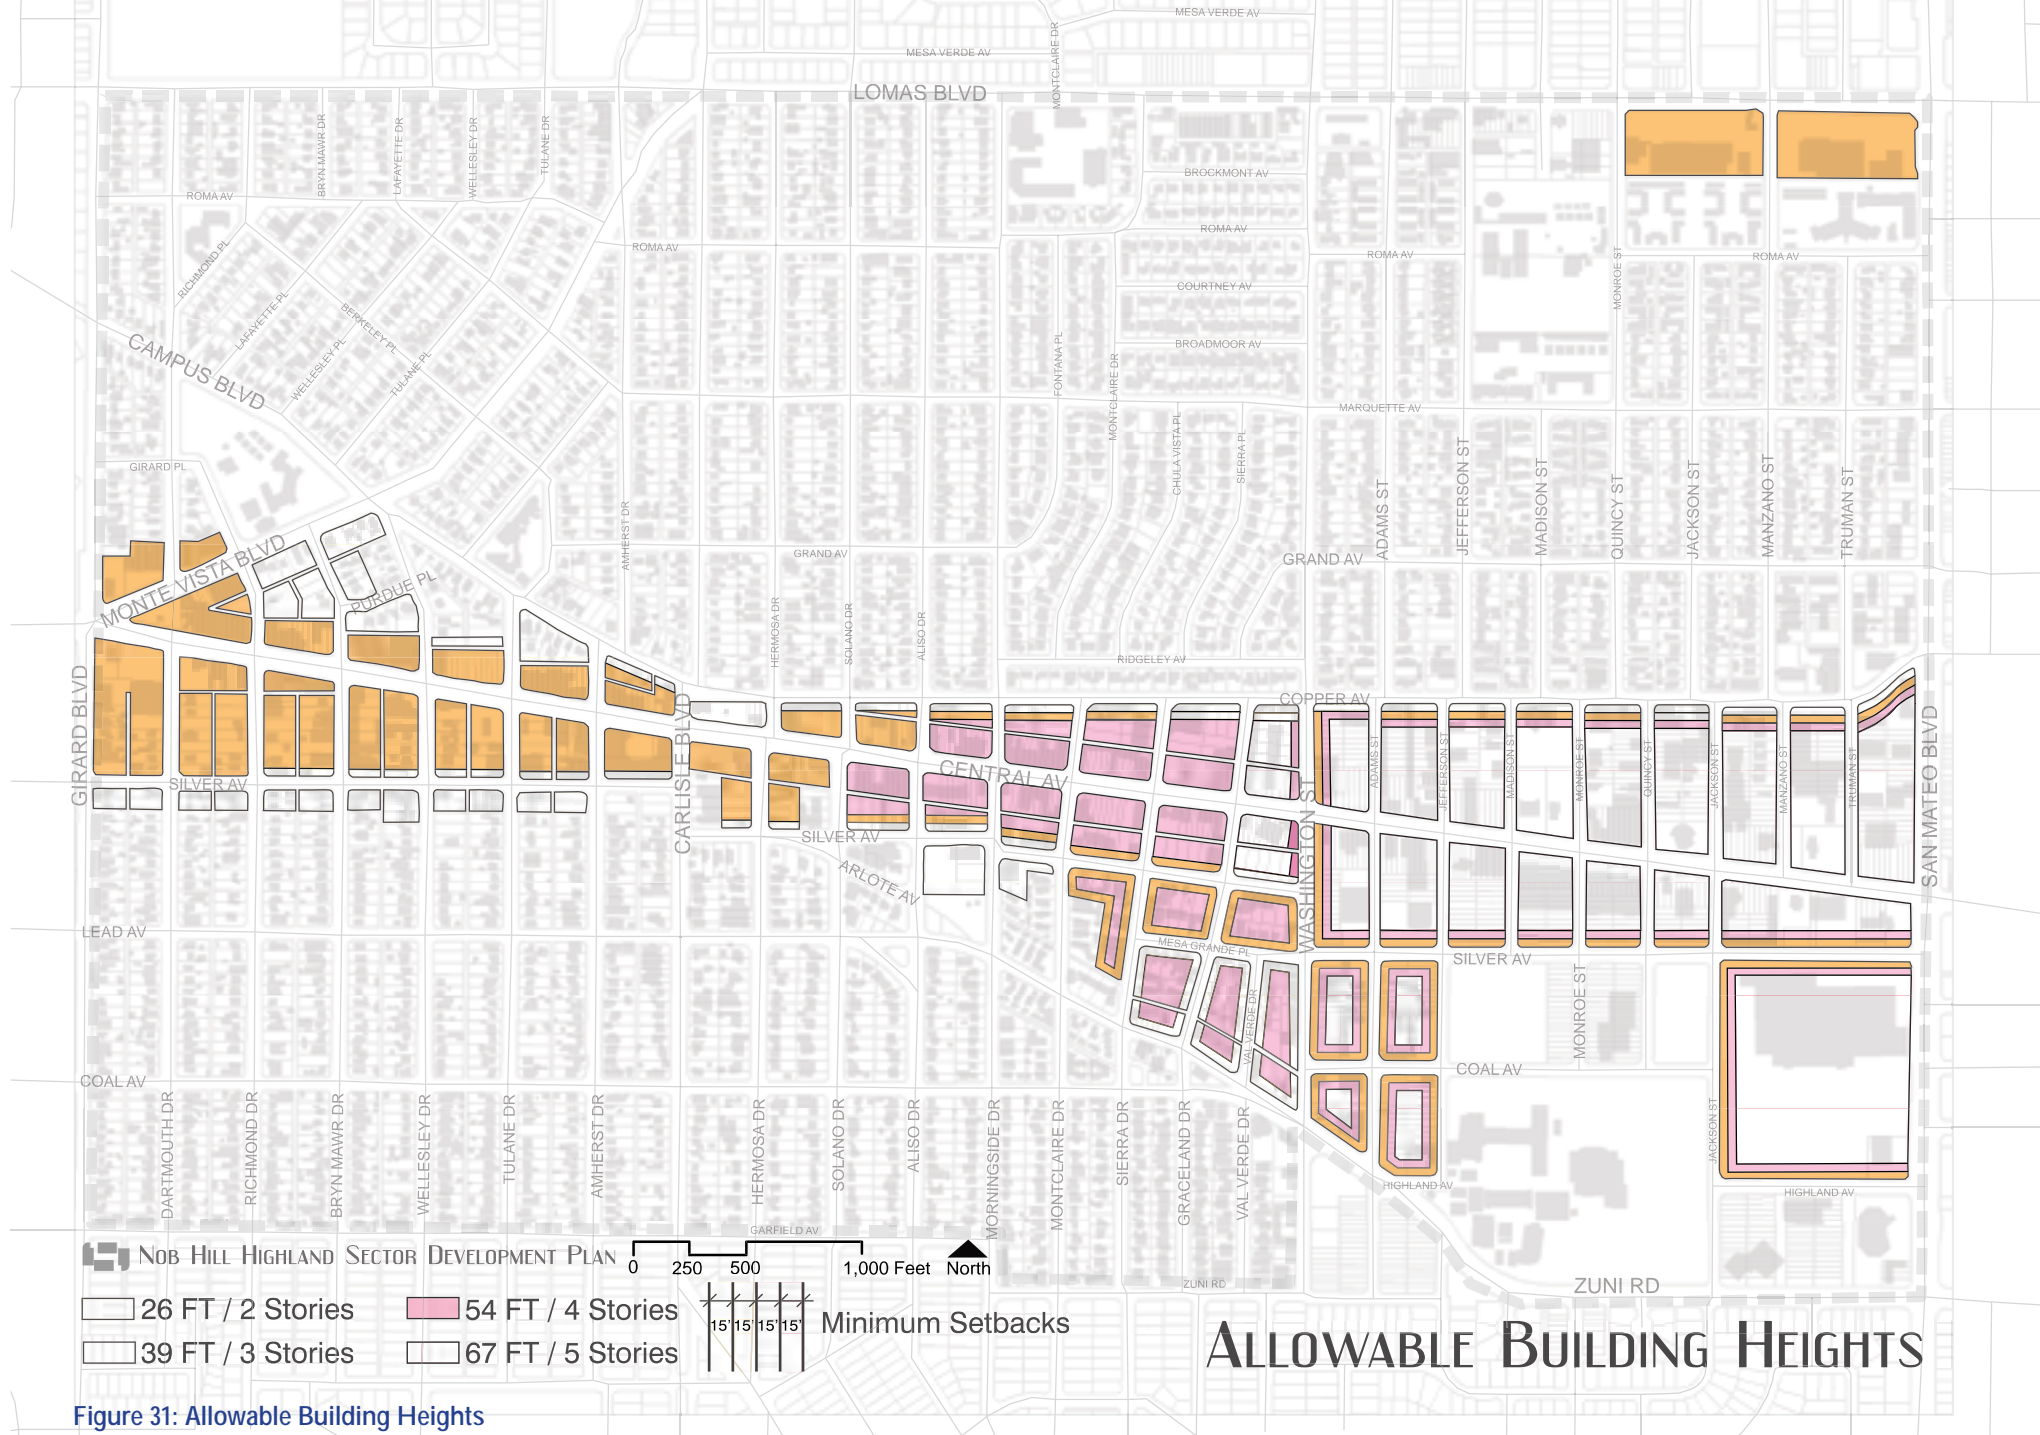 MESA VERDE AV
MESA VERDE AV
MONTCLAIRE DR
LOMAS BLVD
BRYN MAWR DR
LAFAYETTE DR
WELLESLEY DR
TULANE DR
BROCKMONT AV
ROMA AV
ROMA AV
ROMA AV
ROMA AV
ROMA AV
RICHMOND PL
MONROE ST
COURTNEY AV
LAFAYETTE PL
BERKELEY PL
WELLESLEY PL
TULANE PL
CAMPUS BLVD
FONTANA PL
MONTCLAIRE DR
BROADMOOR AV
MARQUETTE AV
CHULA VISTA PL
SIERRA PL
GIRARD PL
ADAMS ST
JEFFERSON ST
MADISON ST
QUINCY ST
JACKSON ST
MANZANO ST
TRUMAN ST
AMHERST DR
GRAND AV
GRAND AV
MONTE VISTA BLVD
PURDUE PL
HERMOSA DR
SOLANO DR
ALISO DR
RIDGELEY AV
COPPER AV
GIRARD BLVD
CARLISLE BLVD
CENTRAL AV
WASHINGTON ST
ADAMS ST
JEFFERSON ST
MADISON ST
MONROE ST
QUINCY ST
JACKSON ST
MANZANO ST
TRUMAN ST
SAN MATEO BLVD
SILVER AV
SILVER AV
ARLOTE AV
LEAD AV
MESA GRANDE PL
SILVER AV
VAL VERDE DR
MONROE ST
COAL AV
COAL AV
DARTMOUTH DR
RICHMOND DR
BRYN MAWR DR
WELLESLEY DR
TULANE DR
AMHERST DR
HERMOSA DR
SOLANO DR
ALISO DR
MORNINGSIDE DR
MONTCLAIRE DR
SIERRA DR
GRACELAND DR
VAL VERDE DR
JACKSON ST
HIGHLAND AV
HIGHLAND AV
GARFIELD AV
ZUNI RD
ZUNI RD
NOB HILL HIGHLAND SECTOR DEVELOPMENT PLAN
0 250 500 1,000 Feet North
26 FT / 2 Stories
39 FT / 3 Stories
54 FT / 4 Stories
67 FT / 5 Stories
15' 15' 15' 15'
Minimum Setbacks
ALLOWABLE BUILDING HEIGHTS
Figure 31: Allowable Building Heights